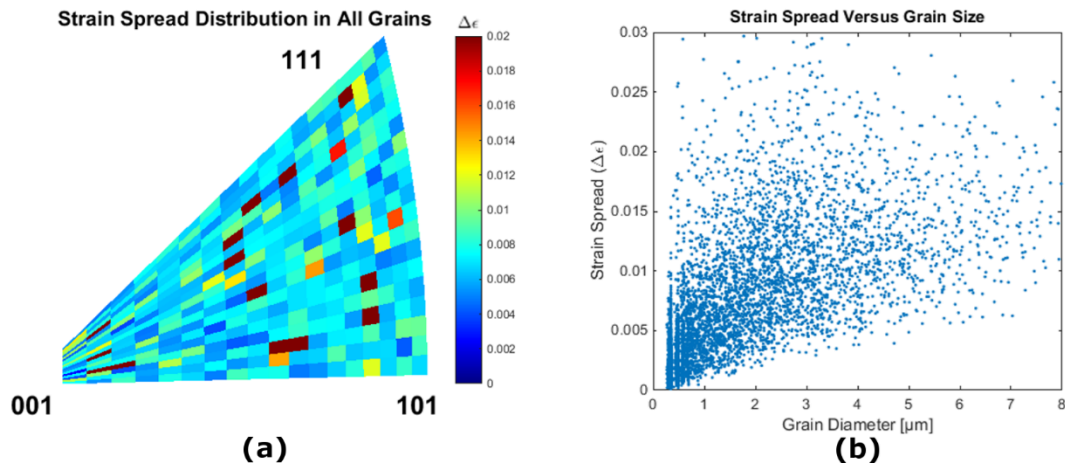 Strain Spread Distribution in All Grains
Δϵ
0.02
0.018
0.016
0.014
0.012
0.01
0.008
0.006
0.004
0.002
0
111
001
101
(a)
Strain Spread Versus Grain Size
Strain Spread (Δϵ)
0.03
0.025
0.02
0.015
0.01
0.005
0
0 1 2 3 4 5 6 7 8
Grain Diameter [µm]
(b)